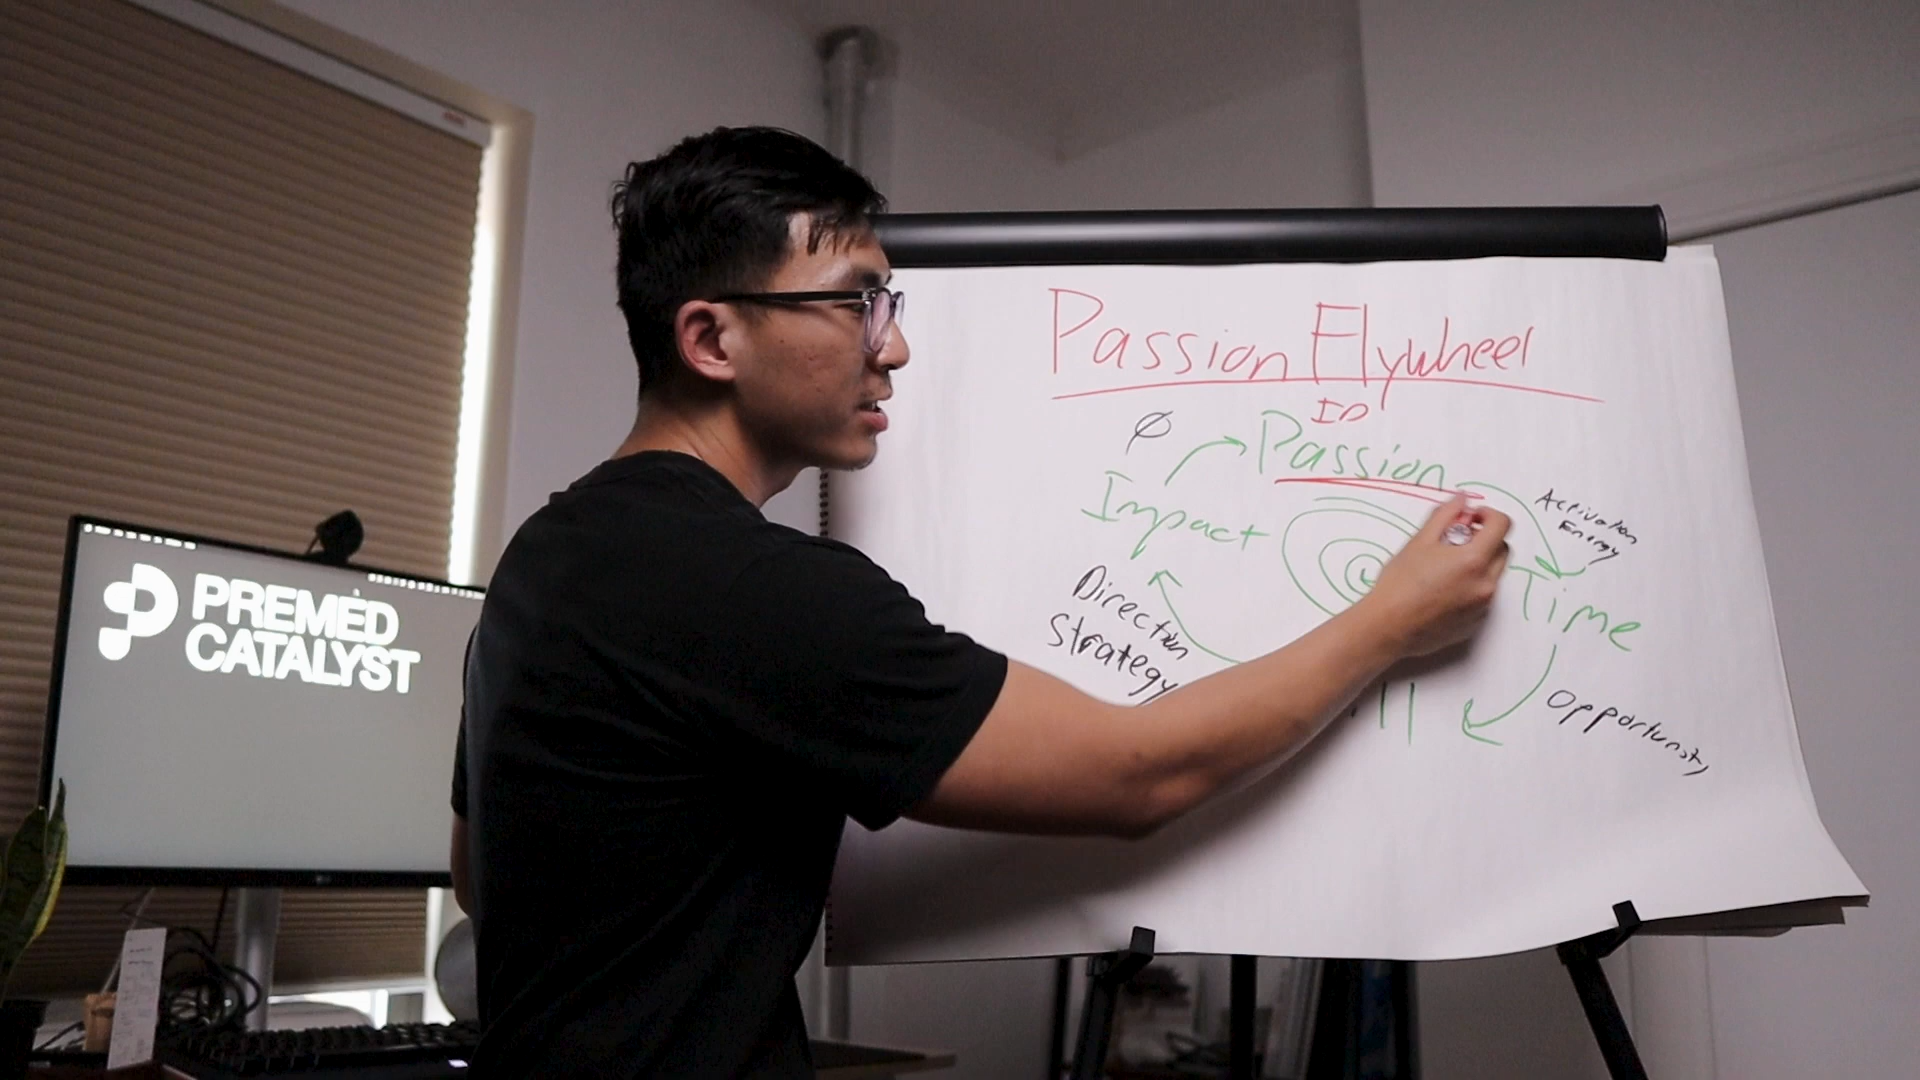 PREMED
CATALYST
Passion Flywheel
ID
Ø
Passion
Impact
Activation
Energy
Time
Direction
Strategy
Opportunity